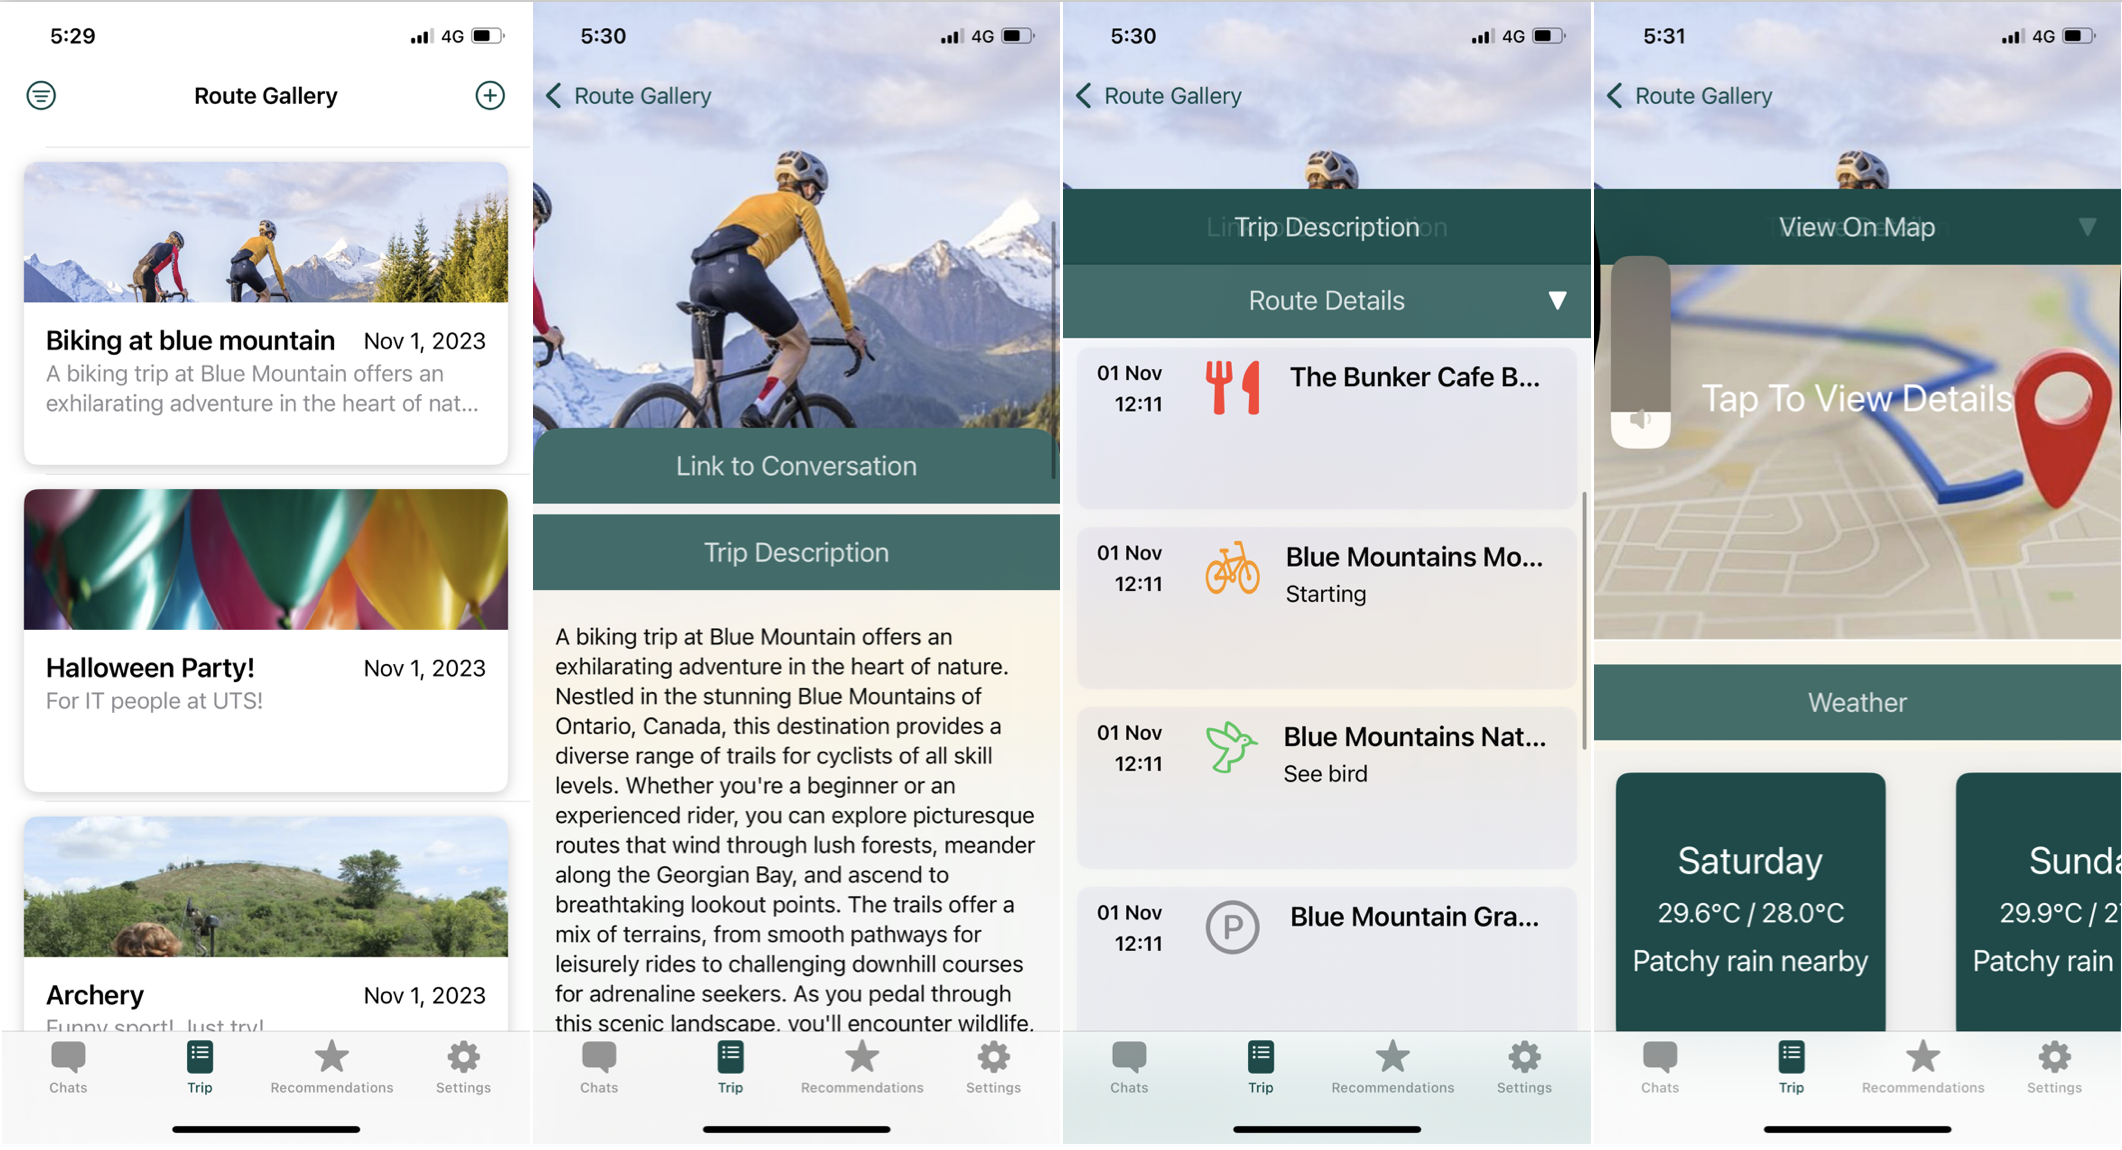 5:29
4G
Route Gallery
Biking at blue mountain
Nov 1, 2023
A biking trip at Blue Mountain offers an
exhilarating adventure in the heart of nat...
Halloween Party!
Nov 1, 2023
For IT people at UTS!
Archery
Nov 1, 2023
Funny sport! Just try!
Chats
Trip
Recommendations
Settings
5:30
4G
Route Gallery
Link to Conversation
Trip Description
A biking trip at Blue Mountain offers an
exhilarating adventure in the heart of nature.
Nestled in the stunning Blue Mountains of
Ontario, Canada, this destination provides a
diverse range of trails for cyclists of all skill
levels. Whether you're a beginner or an
experienced rider, you can explore picturesque
routes that wind through lush forests, meander
along the Georgian Bay, and ascend to
breathtaking lookout points. The trails offer a
mix of terrains, from smooth pathways for
leisurely rides to challenging downhill courses
for adrenaline seekers. As you pedal through
this scenic landscape, you'll encounter wildlife,
Chats
Trip
Recommendations
Settings
5:30
4G
Route Gallery
Link to Conversation
Trip Description
Route Details
01 Nov
12:11
The Bunker Cafe B...
01 Nov
12:11
Blue Mountains Mo...
Starting
01 Nov
12:11
Blue Mountains Nat...
See bird
01 Nov
12:11
P
Blue Mountain Gra...
Chats
Trip
Recommendations
Settings
5:31
4G
Route Gallery
View On Map
Tap To View Details
Weather
Saturday
29.6°C / 28.0°C
Patchy rain nearby
Sunda
29.9°C / 2
Patchy rain
Chats
Trip
Recommendations
Settings